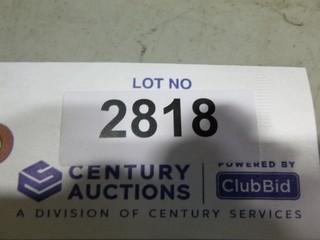 LOT NO
2818
CENTURY
AUCTIONS
POWERED BY
ClubBid
A DIVISION OF CENTURY SERVICES